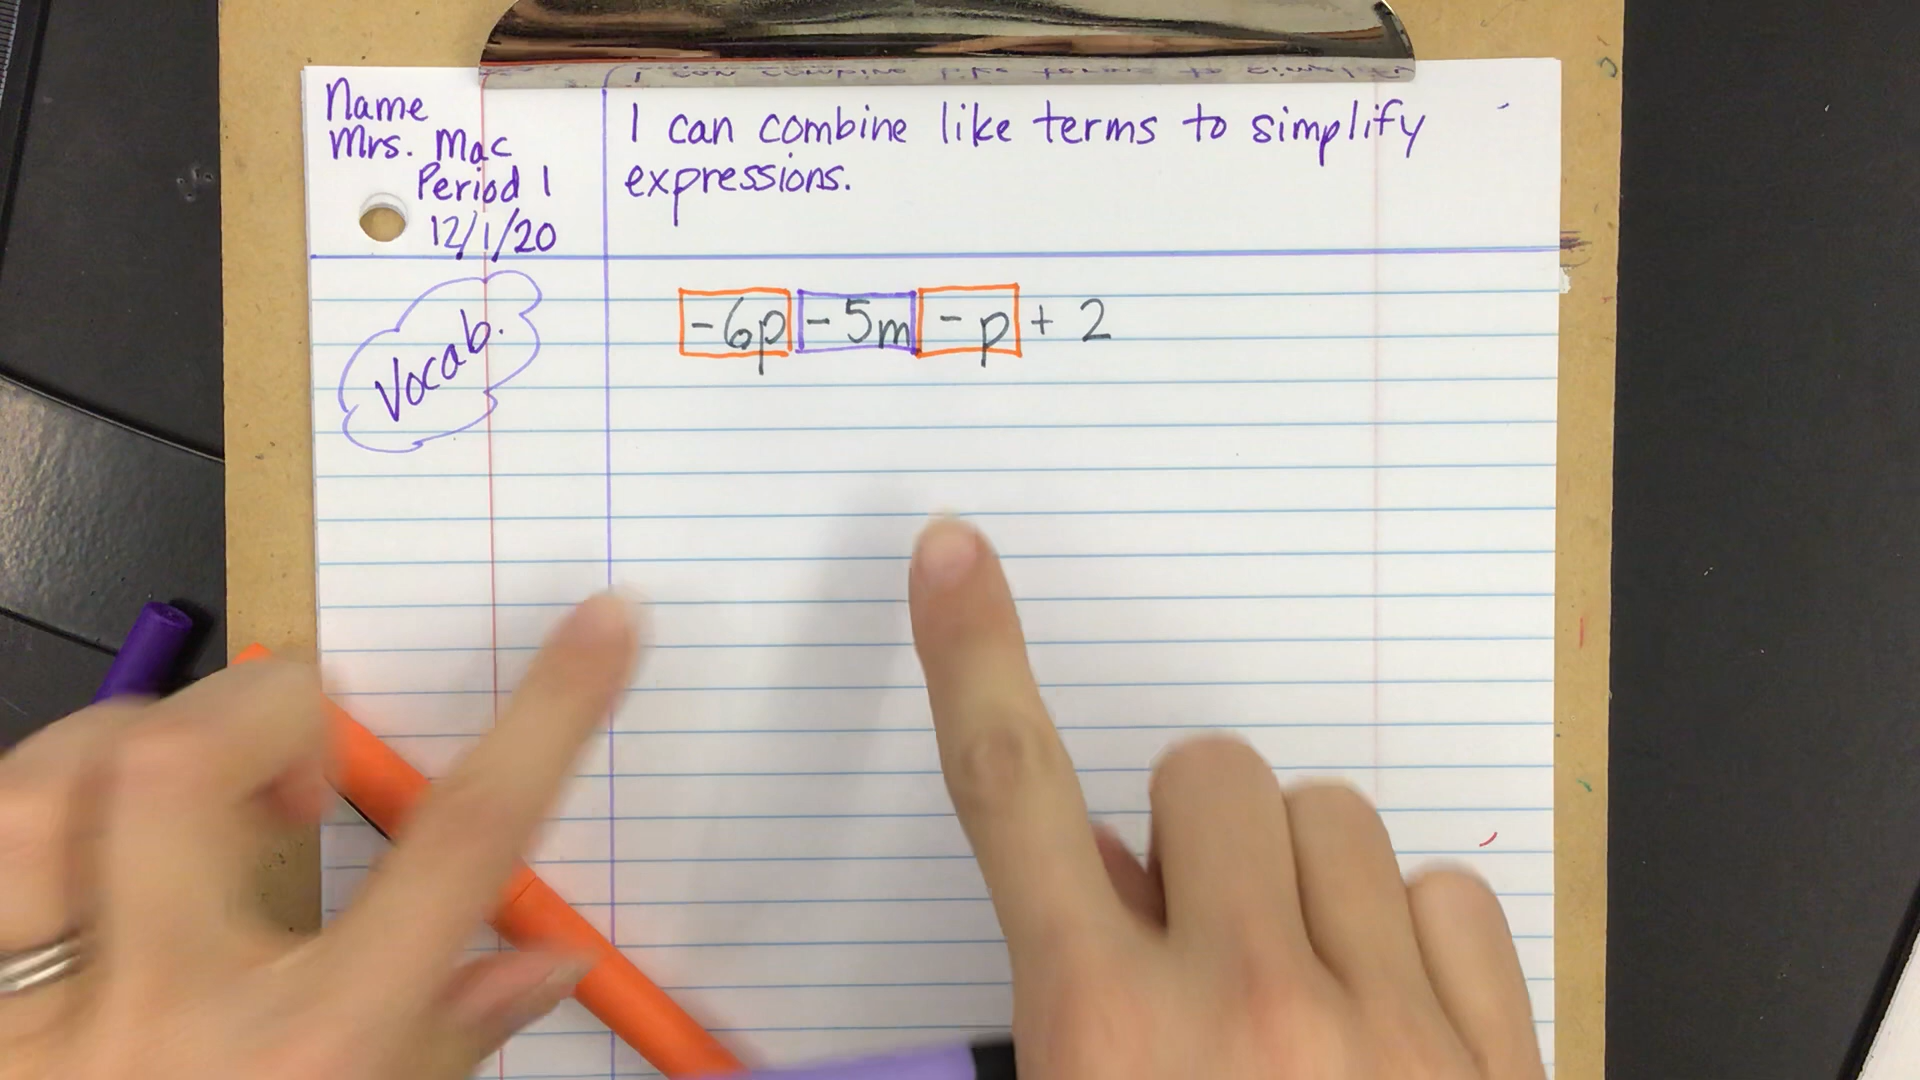 Name
Mrs. Mac
Period 1
12/1/20
I can combine like terms to simplify
expressions.
Vocab.
-6p - 5m - p + 2